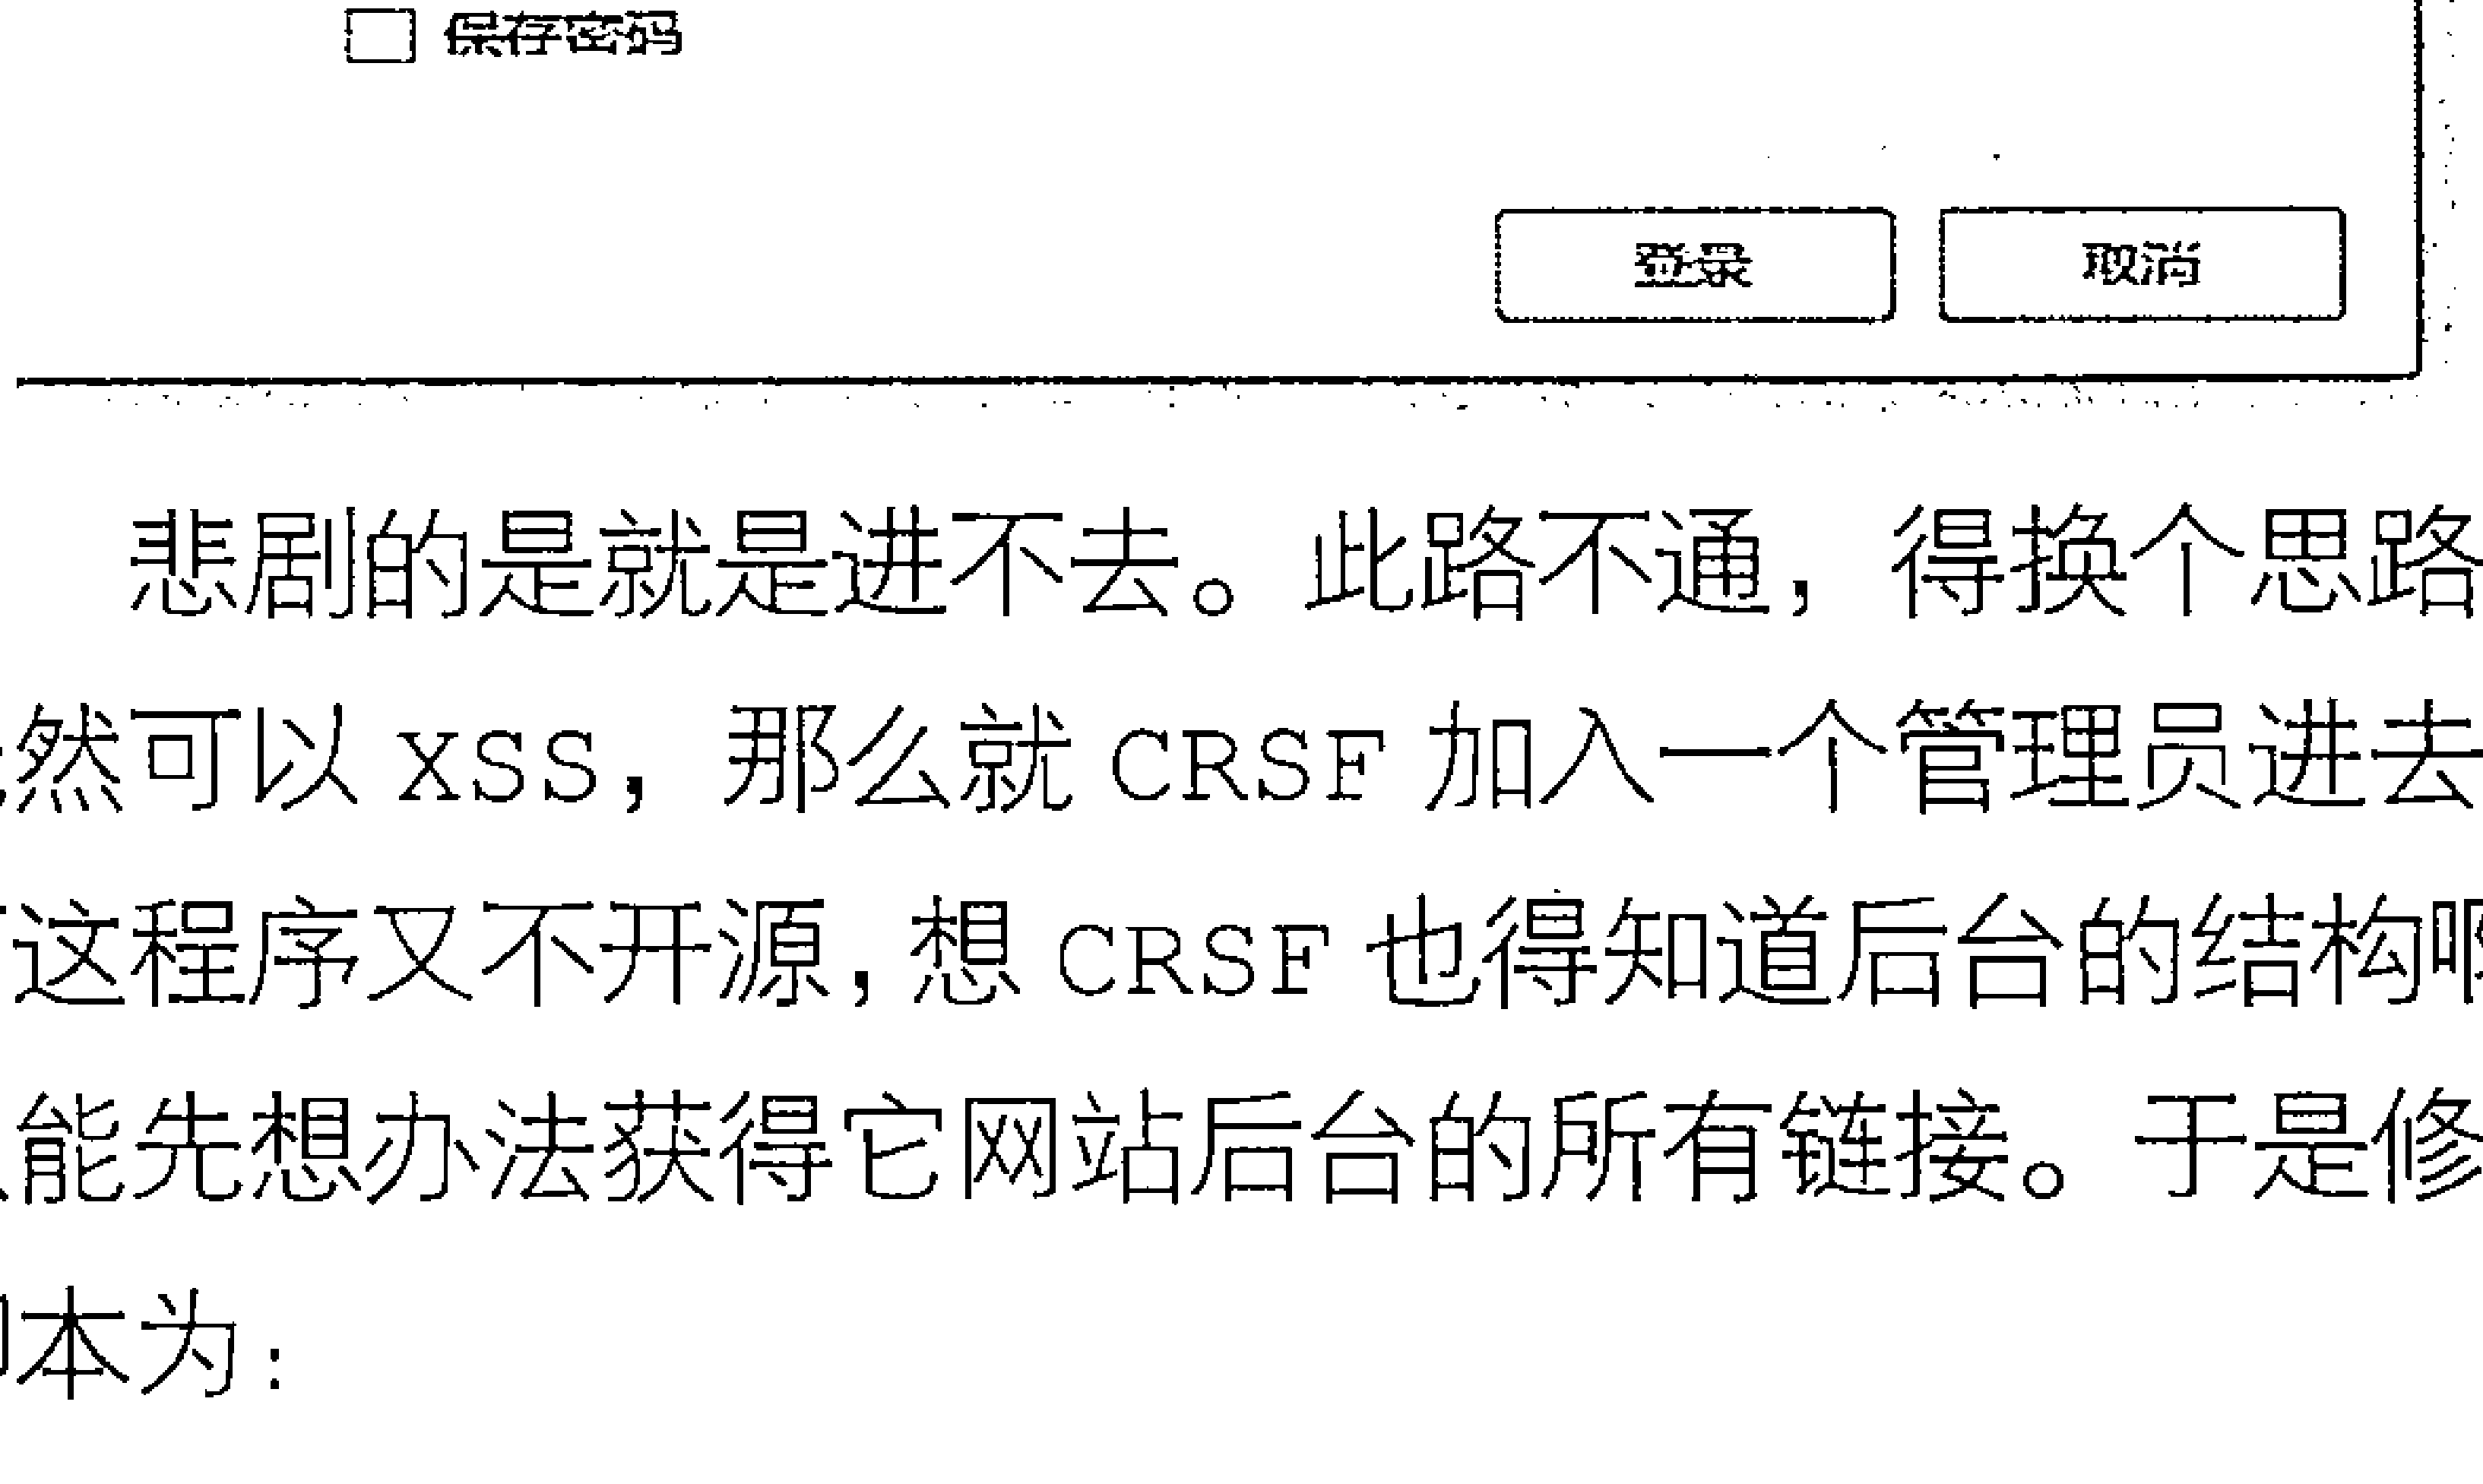 保存密码
登录 取消
悲剧的是就是进不去。此路不通，得换个思路
然可以 XSS，那么就 CRSF 加入一个管理员进去
这程序又不开源，想 CRSF 也得知道后台的结构啊
能先想办法获得它网站后台的所有链接。于是修
本为：